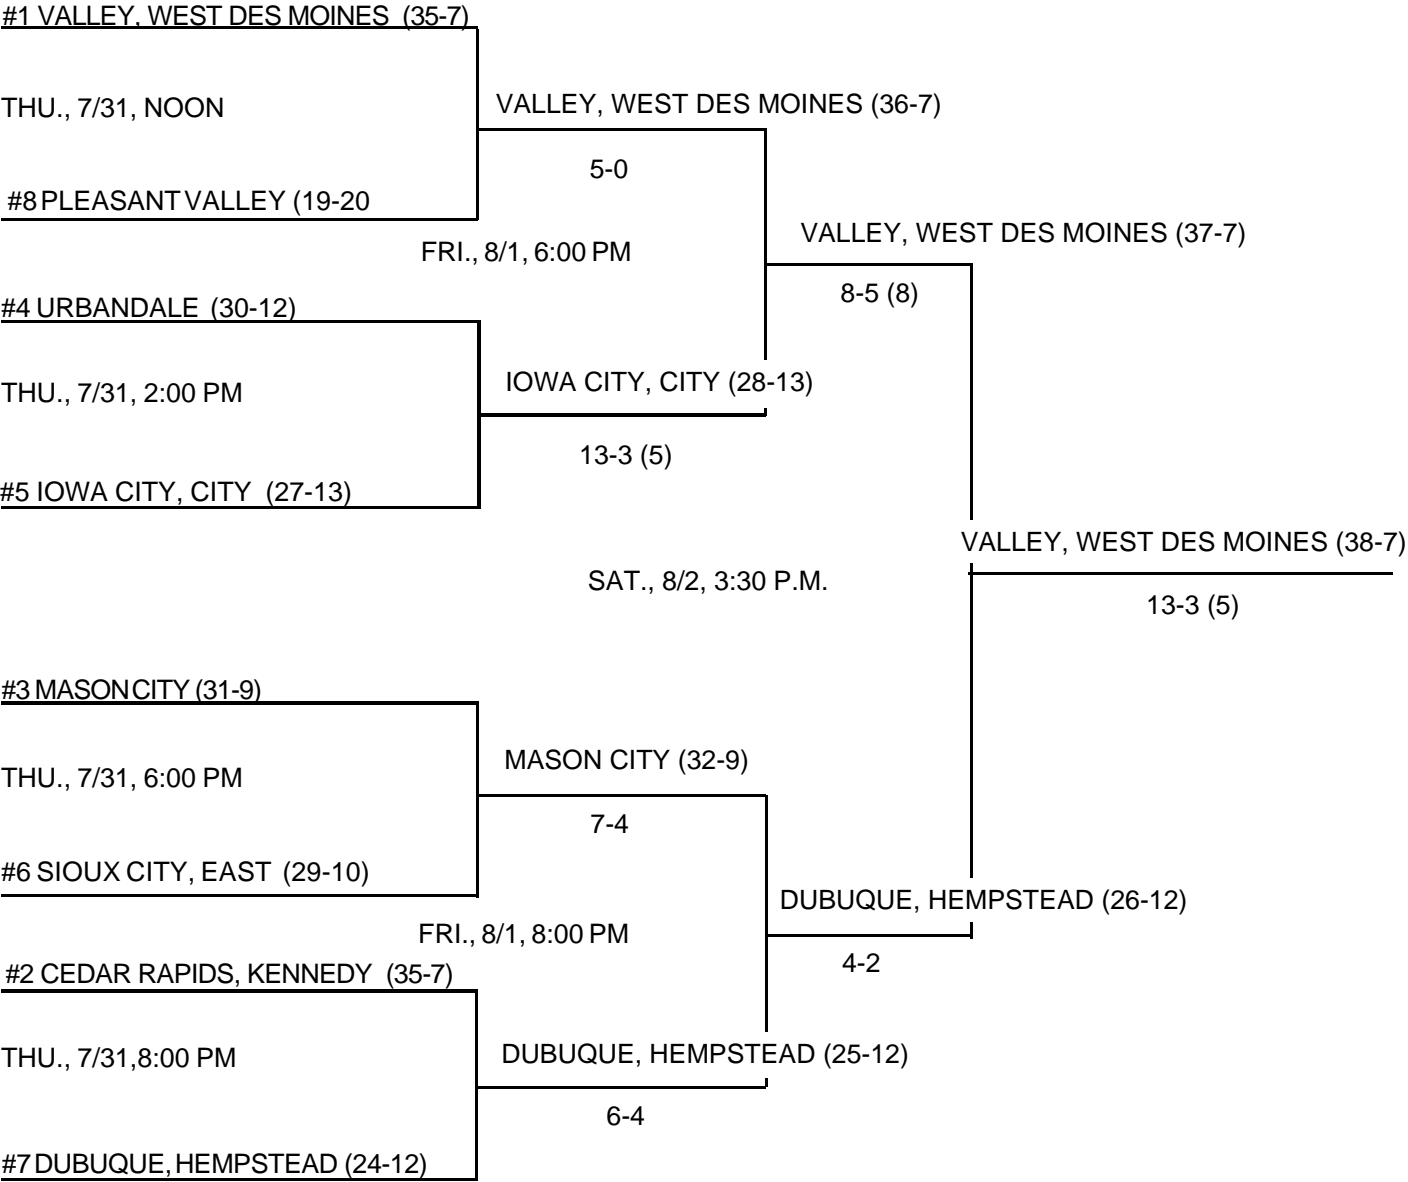 #1 VALLEY, WEST DES MOINES (35-7)
THU., 7/31, NOON
VALLEY, WEST DES MOINES (36-7)
5-0
#8 PLEASANT VALLEY (19-20
VALLEY, WEST DES MOINES (37-7)
FRI., 8/1, 6:00 PM
8-5 (8)
#4 URBANDALE (30-12)
IOWA CITY, CITY (28-13)
THU., 7/31, 2:00 PM
13-3 (5)
#5 IOWA CITY, CITY (27-13)
VALLEY, WEST DES MOINES (38-7)
SAT., 8/2, 3:30 P.M.
13-3 (5)
#3 MASON CITY (31-9)
MASON CITY (32-9)
THU., 7/31, 6:00 PM
7-4
#6 SIOUX CITY, EAST (29-10)
DUBUQUE, HEMPSTEAD (26-12)
FRI., 8/1, 8:00 PM
4-2
#2 CEDAR RAPIDS, KENNEDY (35-7)
DUBUQUE, HEMPSTEAD (25-12)
THU., 7/31,8:00 PM
6-4
#7 DUBUQUE, HEMPSTEAD (24-12)